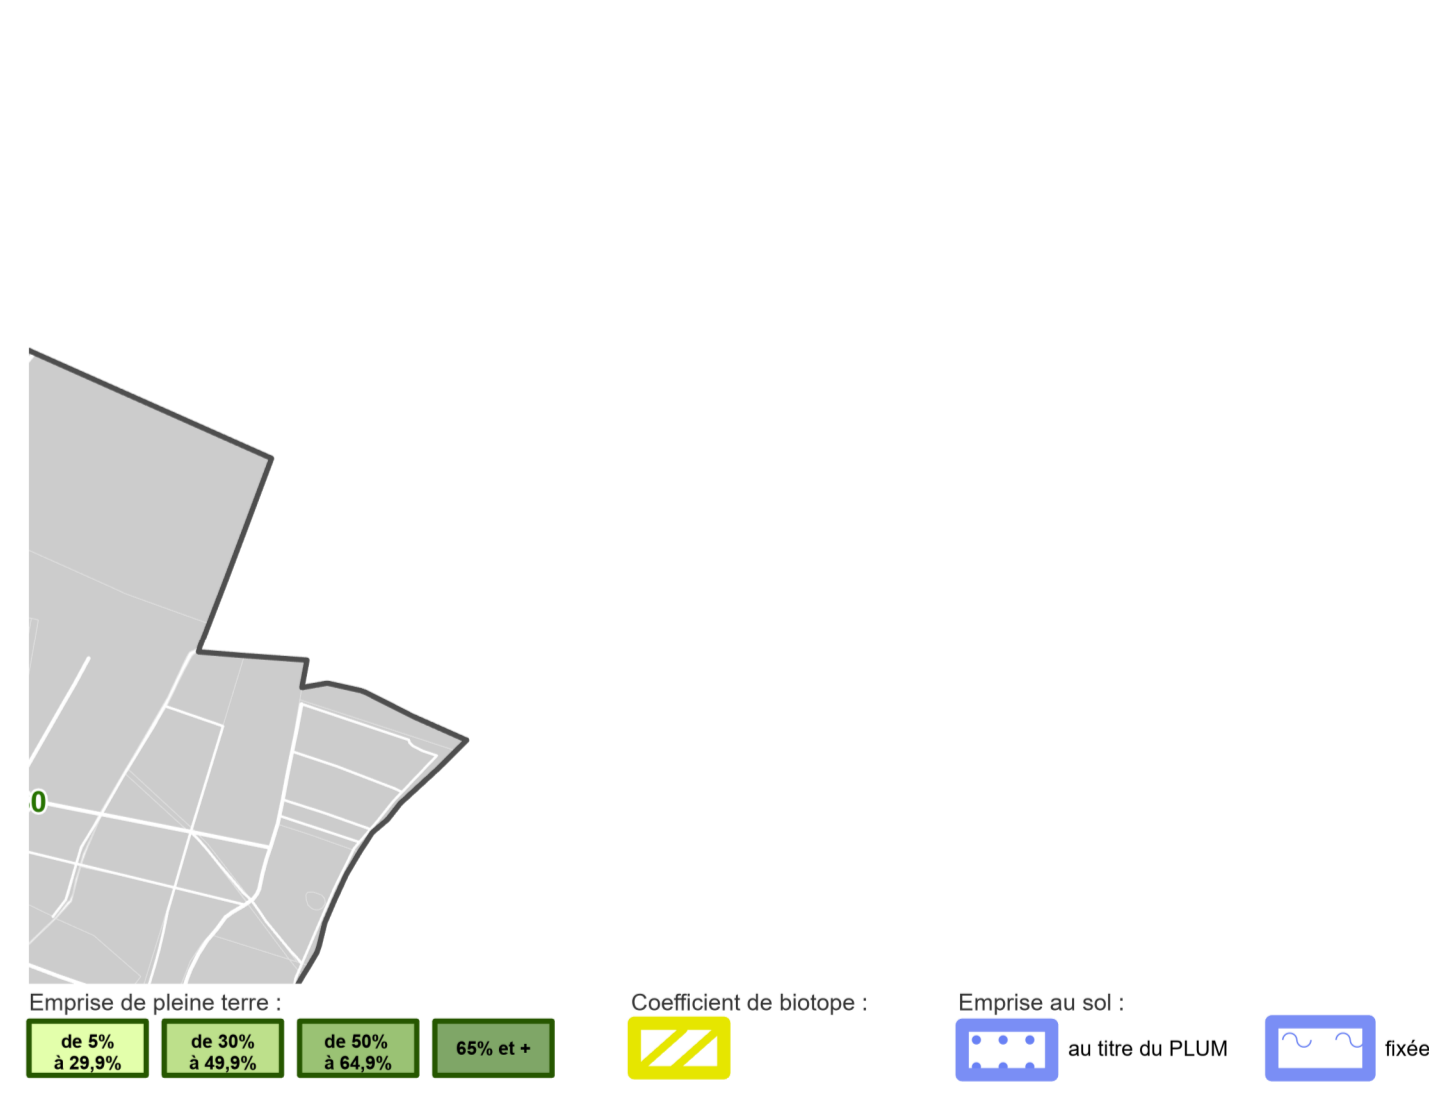 0
Emprise de pleine terre :
de 5%
à 29,9%
de 30%
à 49,9%
de 50%
à 64,9%
65% et +
Coefficient de biotope :
Emprise au sol :
au titre du PLUM
fixée